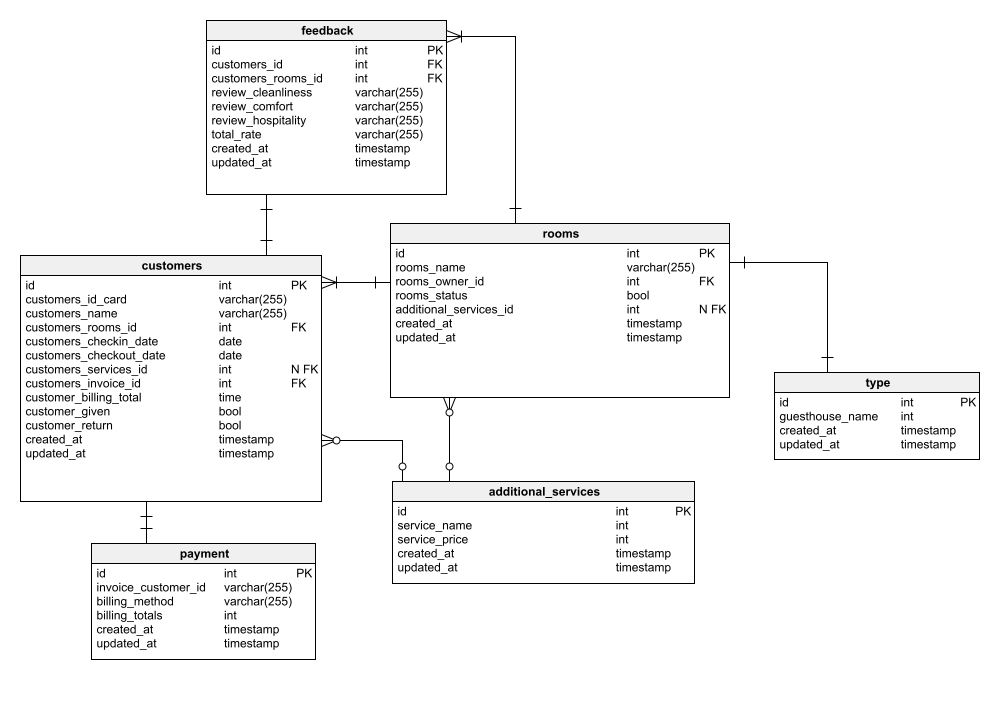 feedback
id int PK
customers_id int FK
customers_rooms_id int FK
review_cleanliness varchar(255)
review_comfort varchar(255)
review_hospitality varchar(255)
total_rate varchar(255)
created_at timestamp
updated_at timestamp
rooms
id int PK
rooms_name varchar(255)
rooms_owner_id int FK
rooms_status bool
additional_services_id int N FK
created_at timestamp
updated_at timestamp
customers
id int PK
customers_id_card varchar(255)
customers_name varchar(255)
customers_rooms_id int FK
customers_checkin_date date
customers_checkout_date date
customers_services_id int N FK
customers_invoice_id int FK
customer_billing_total time
customer_given bool
customer_return bool
created_at timestamp
updated_at timestamp
type
id int PK
guesthouse_name int
created_at timestamp
updated_at timestamp
additional_services
id int PK
service_name int
service_price int
created_at timestamp
updated_at timestamp
payment
id int PK
invoice_customer_id varchar(255)
billing_method varchar(255)
billing_totals int
created_at timestamp
updated_at timestamp